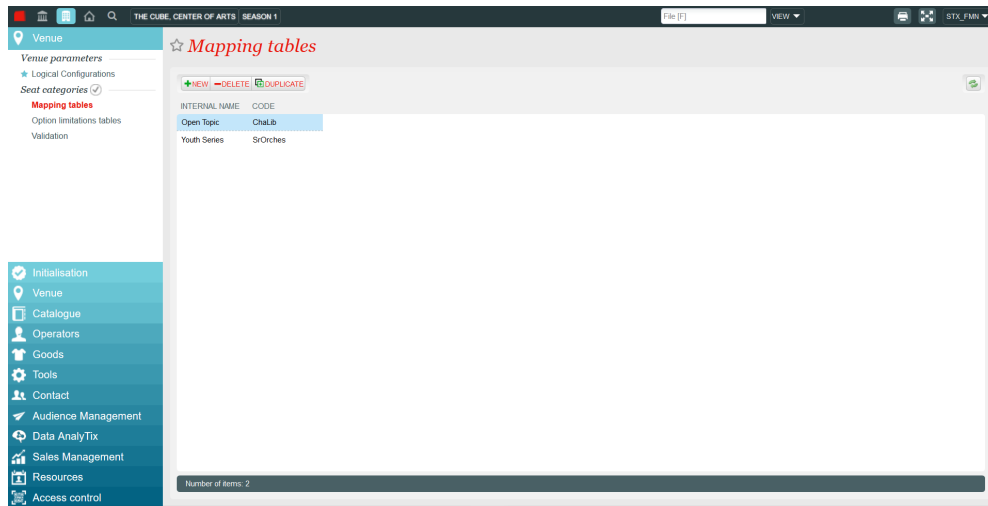 THE CUBE, CENTER OF ARTS SEASON 1 File [F] VIEW STX_FMN
Venue
Venue parameters
Logical Configurations
Seat categories
Mapping tables
Option limitations tables
Validation
Mapping tables
NEW DELETE DUPLICATE
INTERNAL NAME CODE
Open Topic ChaLib
Youth Series SrOrches
Number of items: 2
Initialisation
Venue
Catalogue
Operators
Goods
Tools
Contact
Audience Management
Data AnalyTix
Sales Management
Resources
Access control